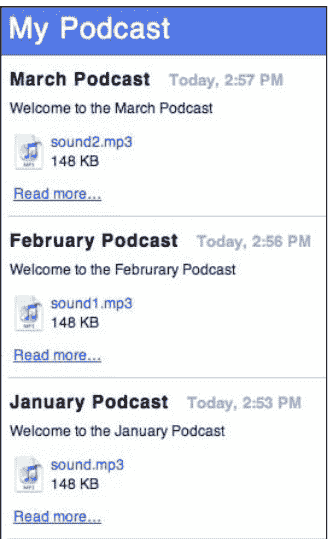 My Podcast
March Podcast Today, 2:57 PM
Welcome to the March Podcast
sound2.mp3
148 KB
Read more...
February Podcast Today, 2:56 PM
Welcome to the Februrary Podcast
sound1.mp3
148 KB
Read more...
January Podcast Today, 2:53 PM
Welcome to the January Podcast
sound.mp3
148 KB
Read more...